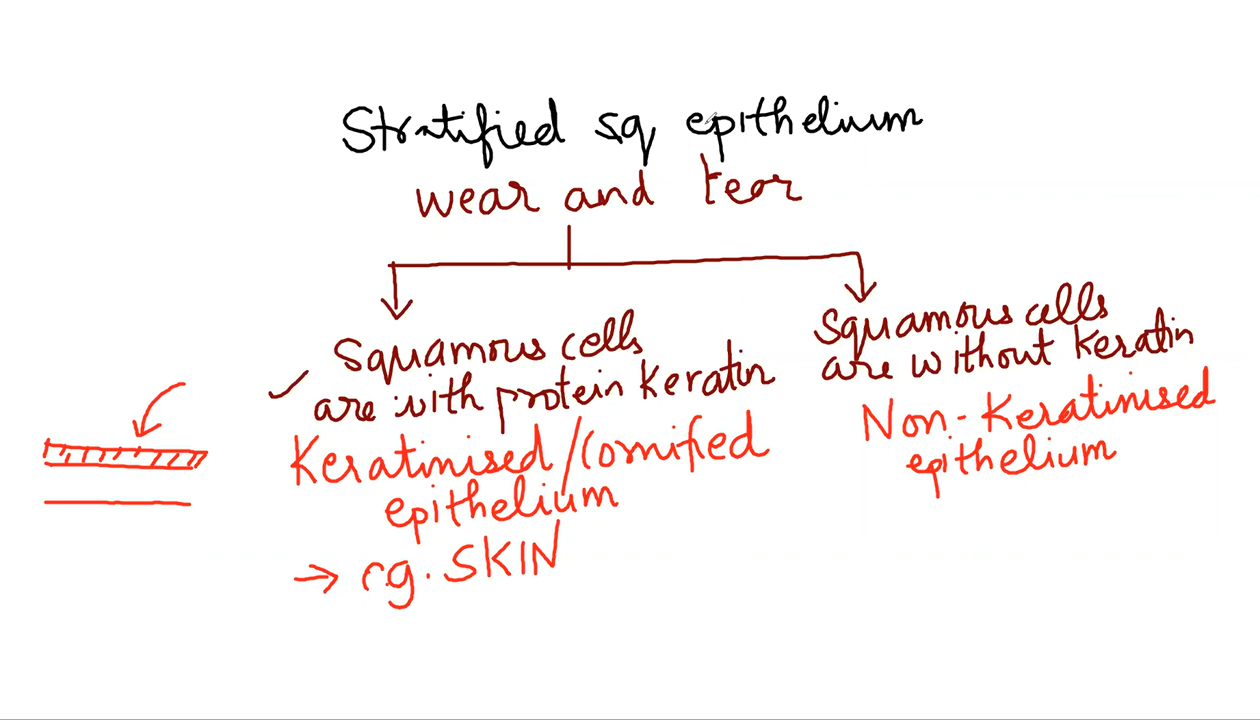 Stratified sq epithelium
wear and tear
Squamous cells
are with protein Keratin
Keratinised/Cornified
epithelium
→ eg. SKIN
Squamous cells
are without Keratin
Non-Keratinised
epithelium